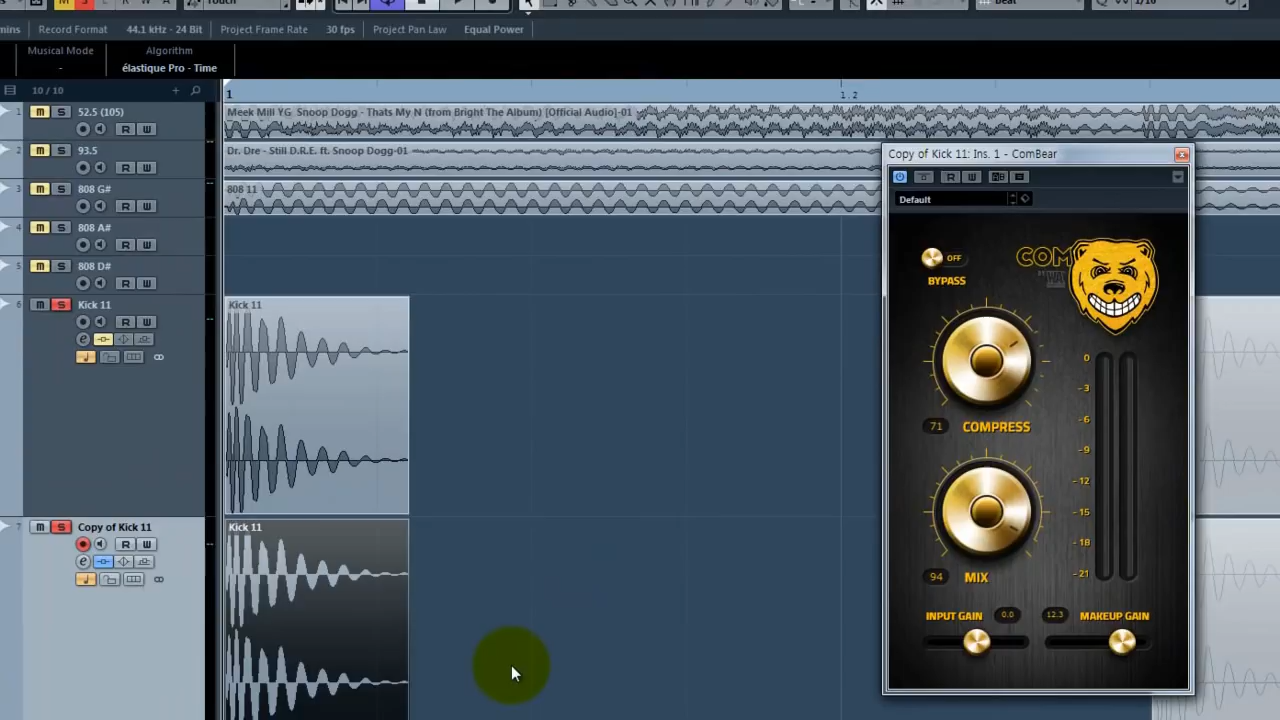 Touch
Beat
1/16
mins Record Format 44.1 kHz - 24 Bit Project Frame Rate 30 fps Project Pan Law Equal Power
Musical Mode Algorithm
- élastique Pro - Time
10 / 10 + 1 1. 2
1 m S 52.5 (105) Meek Mill YG Snoop Dogg - Thats My N (from Bright The Album) [Official Audio]-01
R W
2 m S 93.5 Dr. Dre - Still D.R.E. ft. Snoop Dogg-01
R W
3 m S 808 G# 808 11
R W
4 m S 808 A#
R W
5 m S 808 D#
R W
6 m S Kick 11 Kick 11
R W
e
7 m S Copy of Kick 11 Kick 11
R W
e
Copy of Kick 11: Ins. 1 - ComBear
R W
Default
OFF
BYPASS
COM
0
-3
-6
-9
-12
-15
-18
-21
71 COMPRESS
94 MIX
INPUT GAIN 0.0 12.3 MAKEUP GAIN